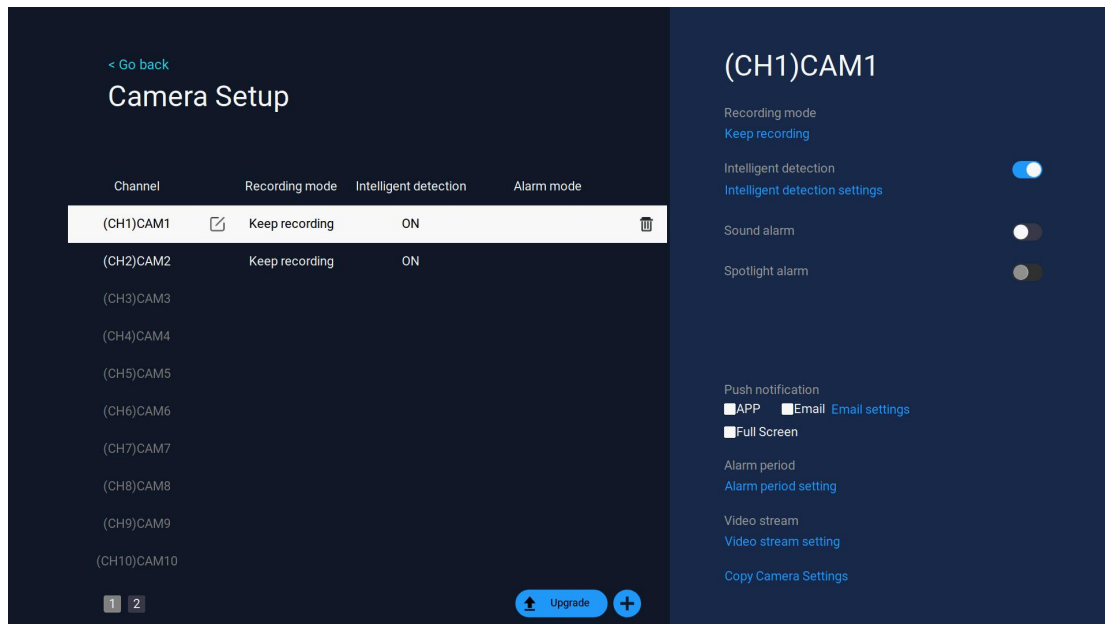 < Go back
Camera Setup
Channel Recording mode Intelligent detection Alarm mode
(CH1)CAM1 Keep recording ON
(CH2)CAM2 Keep recording ON
(CH3)CAM3
(CH4)CAM4
(CH5)CAM5
(CH6)CAM6
(CH7)CAM7
(CH8)CAM8
(CH9)CAM9
(CH10)CAM10
1 2
Upgrade
(CH1)CAM1
Recording mode
Keep recording
Intelligent detection
Intelligent detection settings
Sound alarm
Spotlight alarm
Push notification
APP Email Email settings
Full Screen
Alarm period
Alarm period setting
Video stream
Video stream setting
Copy Camera Settings